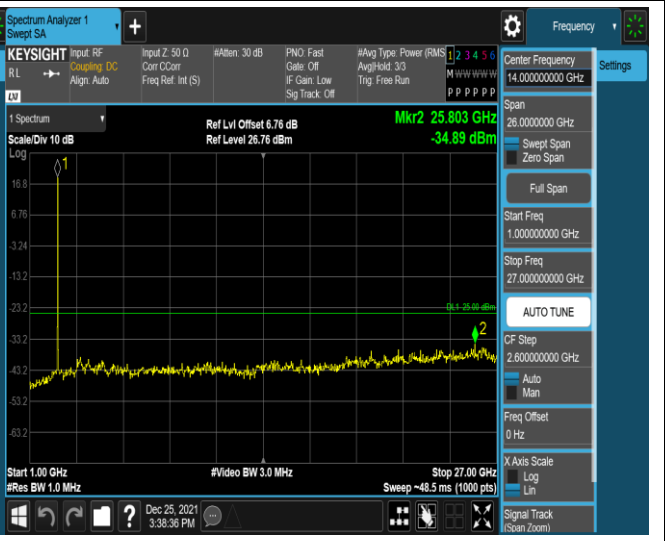 Spectrum Analyzer 1
Swept SA
Frequency
KEYSIGHT
RL
LXI
Input: RF
Coupling: DC
Align: Auto
Input Z: 50 Ω
Corr CCorr
Freq Ref: Int (S)
#Atten: 30 dB
PNO: Fast
Gate: Off
IF Gain: Low
Sig Track: Off
#Avg Type: Power (RMS
Avg|Hold: 3/3
Trig: Free Run
1 2 3 4 5 6
M W W W W W
P P P P P P
1 Spectrum
Scale/Div 10 dB
Ref Lvl Offset 6.76 dB
Ref Level 26.76 dBm
Mkr2 25.803 GHz
-34.89 dBm
Log
1
16.8
6.76
-3.24
-13.2
-23.2
DL1 -25.00 dBm
2
-33.2
-43.2
-53.2
-63.2
Start 1.00 GHz
#Res BW 1.0 MHz
#Video BW 3.0 MHz
Stop 27.00 GHz
Sweep ~48.5 ms (1000 pts)
?
Dec 25, 2021
3:38:36 PM
Center Frequency
14.000000000 GHz
Span
26.0000000 GHz
Swept Span
Zero Span
Full Span
Start Freq
1.000000000 GHz
Stop Freq
27.000000000 GHz
AUTO TUNE
CF Step
2.600000000 GHz
Auto
Man
Freq Offset
0 Hz
X Axis Scale
Log
Lin
Signal Track
(Span Zoom)
Settings